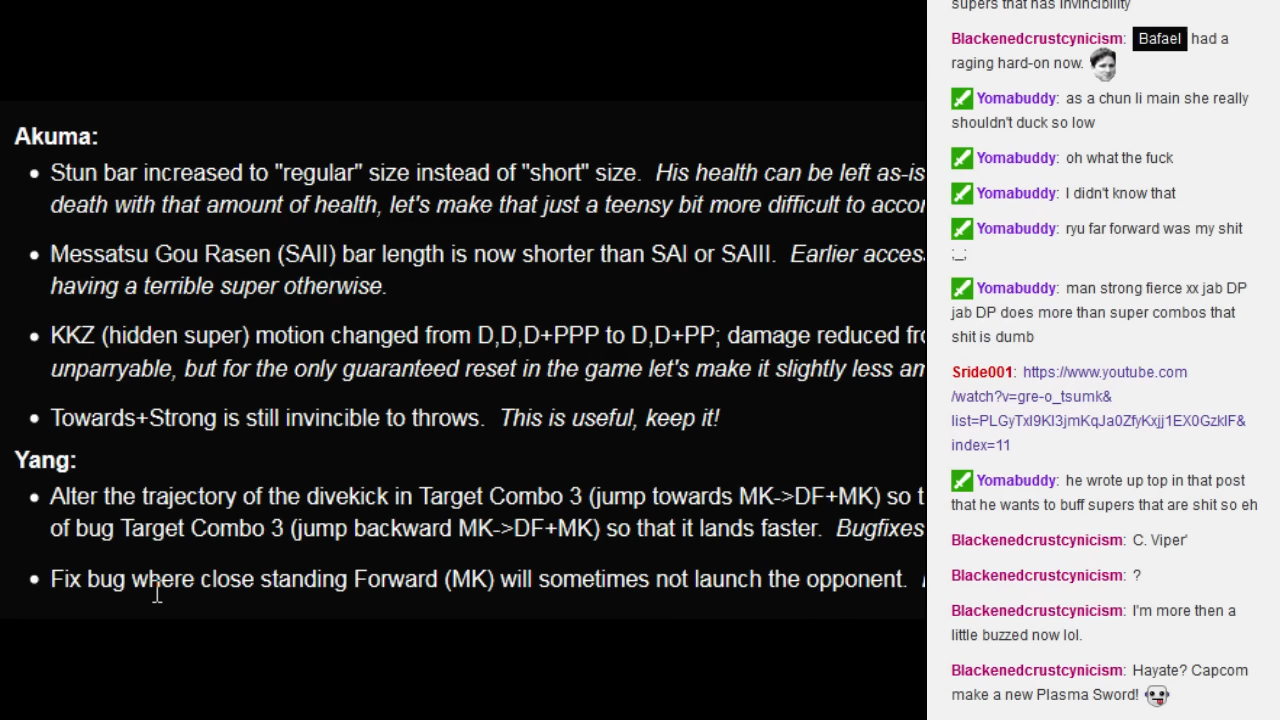 Akuma:
Stun bar increased to "regular" size instead of "short" size. His health can be left as-is
death with that amount of health, let's make that just a teensy bit more difficult to
Messatsu Gou Rasen (SAII) bar length is now shorter than SAI or SAIII. Earlier
having a terrible super otherwise.
KKZ (hidden super) motion changed from D,D,D+PPP to D,D+PP; damage reduced
unparryable, but for the only guaranteed reset in the game let's make it slightly less
Towards+Strong is still invincible to throws. This is useful, keep it!
Yang:
Alter the trajectory of the divekick in Target Combo 3 (jump towards MK->DF+MK) so
of bug Target Combo 3 (jump backward MK->DF+MK) so that it lands faster. Bugfixes
Fix bug where close standing Forward (MK) will sometimes not launch the opponent.
supers that has invincibility
Blackenedcrustcynicism: Bafael had a
raging hard-on now.
Yomabuddy: as a chun li main she really
shouldn't duck so low
Yomabuddy: oh what the fuck
Yomabuddy: I didn't know that
Yomabuddy: ryu far forward was my shit
;_;
Yomabuddy: man strong fierce xx jab DP
jab DP does more than super combos that
shit is dumb
Sride001: https://www.youtube.com
/watch?v=gre-o_tsumk&
list=PLGyTxI9KI3jmKqJa0ZfyKxjj1EX0GzkIF&
index=11
Yomabuddy: he wrote up top in that post
that he wants to buff supers that are shit so eh
Blackenedcrustcynicism: C. Viper'
Blackenedcrustcynicism: ?
Blackenedcrustcynicism: I'm more then a
little buzzed now lol.
Blackenedcrustcynicism: Hayate? Capcom
make a new Plasma Sword!